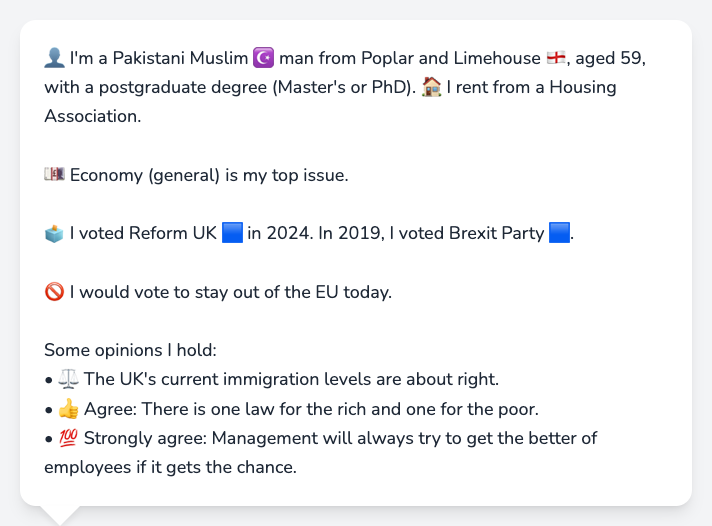 👤 I'm a Pakistani Muslim ☪️ man from Poplar and Limehouse 🏴󠁧󠁢󠁥󠁮󠁧󠁿, aged 59,
with a postgraduate degree (Master's or PhD). 🏠 I rent from a Housing
Association.
💷 Economy (general) is my top issue.
🗳️ I voted Reform UK 🟦 in 2024. In 2019, I voted Brexit Party 🟦.
🚫 I would vote to stay out of the EU today.
Some opinions I hold:
• ⚖️ The UK's current immigration levels are about right.
• 👍 Agree: There is one law for the rich and one for the poor.
• 💯 Strongly agree: Management will always try to get the better of
employees if it gets the chance.